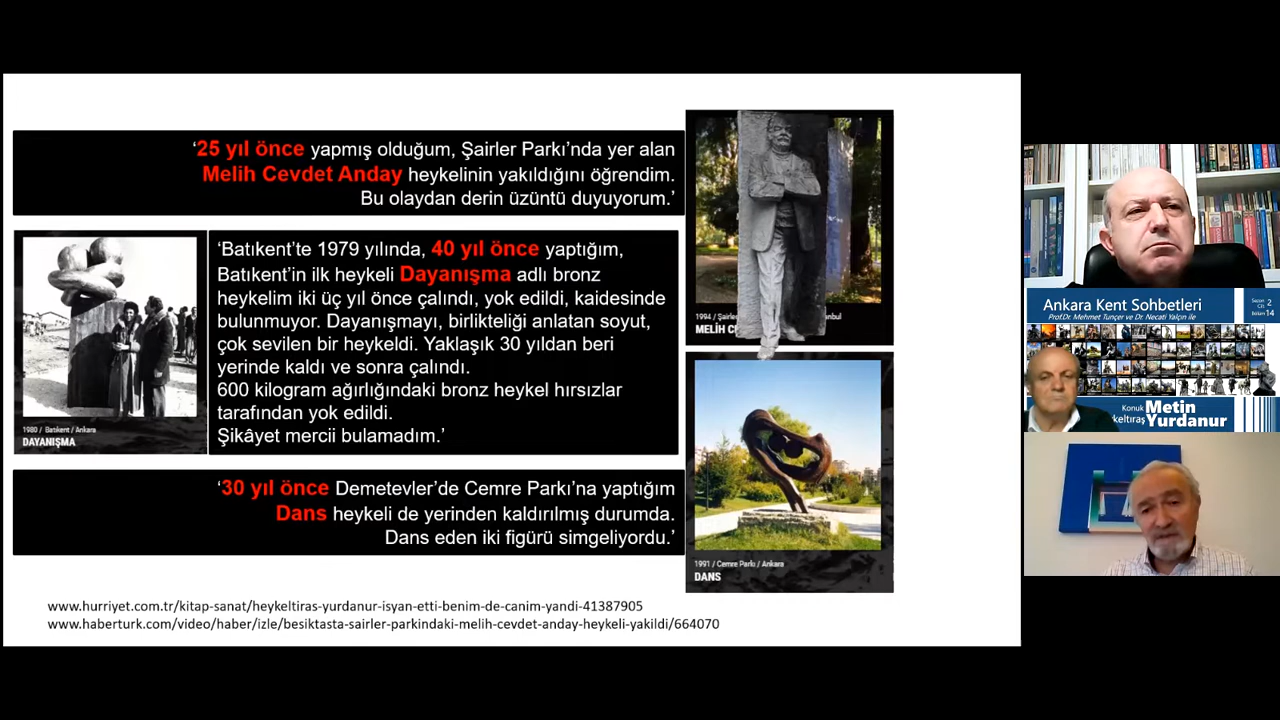 ‘25 yıl önce yapmış olduğum, Şairler Parkı’nda yer alan
Melih Cevdet Anday heykelinin yakıldığını öğrendim.
Bu olaydan derin üzüntü duyuyorum.’
1994 / Şairler
nbul
MELİH C
1980 / Batıkent / Ankara
DAYANIŞMA
‘Batıkent’te 1979 yılında, 40 yıl önce yaptığım,
Batıkent’in ilk heykeli Dayanışma adlı bronz
heykelim iki üç yıl önce çalındı, yok edildi, kaidesinde
bulunmuyor. Dayanışmayı, birlikteliği anlatan soyut,
çok sevilen bir heykeldi. Yaklaşık 30 yıldan beri
yerinde kaldı ve sonra çalındı.
600 kilogram ağırlığındaki bronz heykel hırsızlar
tarafından yok edildi.
Şikâyet mercii bulamadım.’
‘30 yıl önce Demetevler’de Cemre Parkı’na yaptığım
Dans heykeli de yerinden kaldırılmış durumda.
Dans eden iki figürü simgeliyordu.’
1991 / Cemre Parkı / Ankara
DANS
www.hurriyet.com.tr/kitap-sanat/heykeltiras-yurdanur-isyan-etti-benim-de-canim-yandi-41387905
www.haberturk.com/video/haber/izle/besiktasta-sairler-parkindaki-melih-cevdet-anday-heykeli-yakildi/664070
Ankara Kent Sohbetleri
Prof.Dr. Mehmet Tunçer ve Dr. Necati Yalçın ile
2
Bölüm 14
Konuk Metin
keltıraş Yurdanur